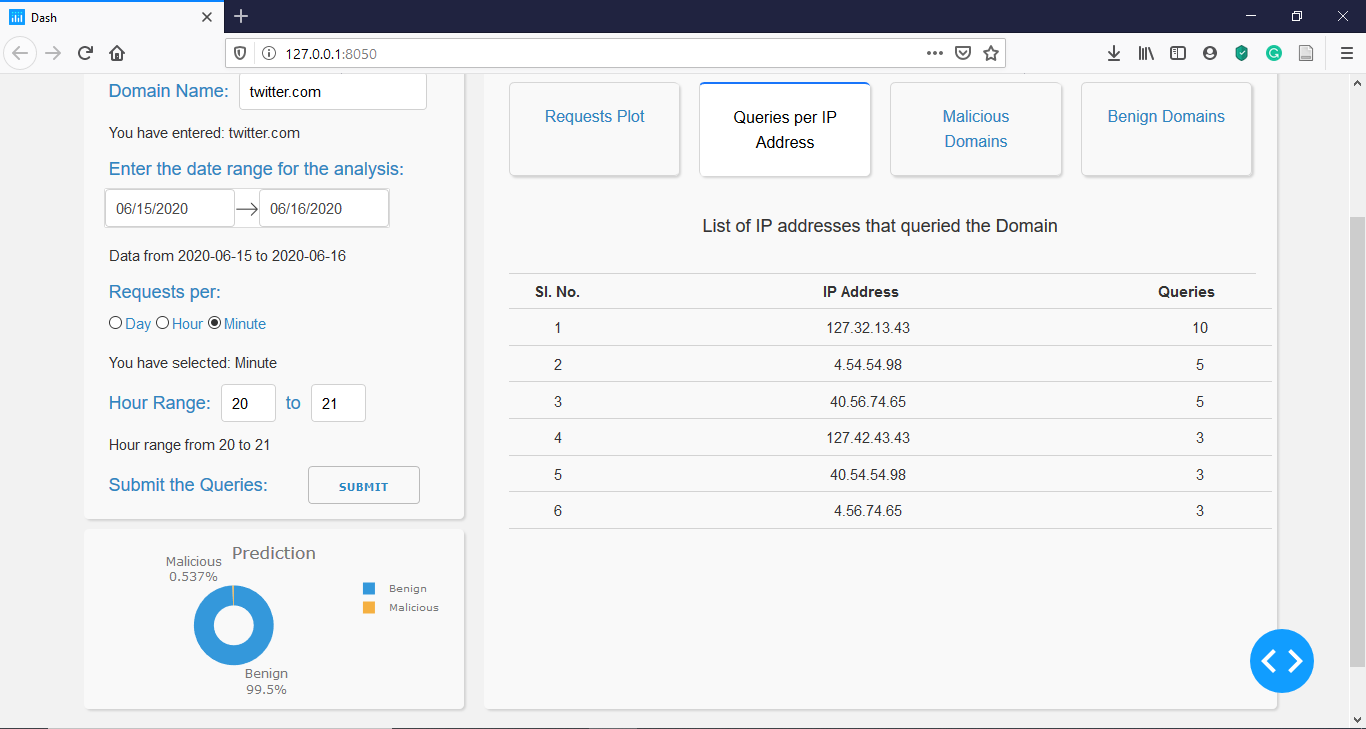 Dash
127.0.0.1:8050
Domain Name: twitter.com
You have entered: twitter.com
Enter the date range for the analysis:
06/15/2020 → 06/16/2020
Data from 2020-06-15 to 2020-06-16
Requests per:
Day Hour Minute
You have selected: Minute
Hour Range: 20 to 21
Hour range from 20 to 21
Submit the Queries: SUBMIT
Prediction
Malicious
0.537%
Benign
99.5%
Benign
Malicious
Requests Plot
Queries per IP
Address
Malicious
Domains
Benign Domains
List of IP addresses that queried the Domain
Sl. No. IP Address Queries
1 127.32.13.43 10
2 4.54.54.98 5
3 40.56.74.65 5
4 127.42.43.43 3
5 40.54.54.98 3
6 4.56.74.65 3